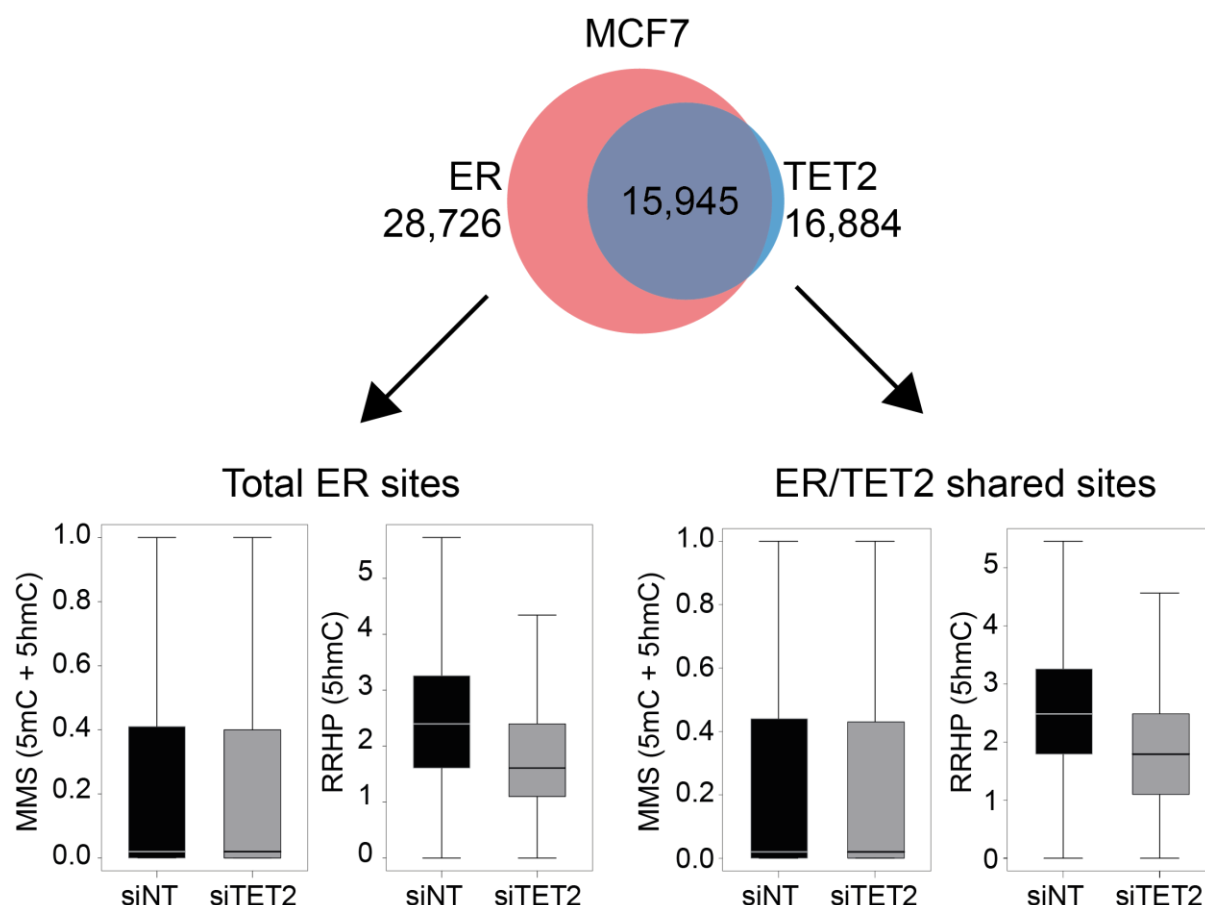 MCF7
ER
28,726
15,945
TET2
16,884
Total ER sites
ER/TET2 shared sites
MMS (5mC + 5hmC)
1.0
0.8
0.6
0.4
0.2
0.0
siNT siTET2
RRHP (5hmC)
5
4
3
2
1
0
siNT siTET2
MMS (5mC + 5hmC)
1.0
0.8
0.6
0.4
0.2
0.0
siNT siTET2
RRHP (5hmC)
5
4
3
2
1
0
siNT siTET2